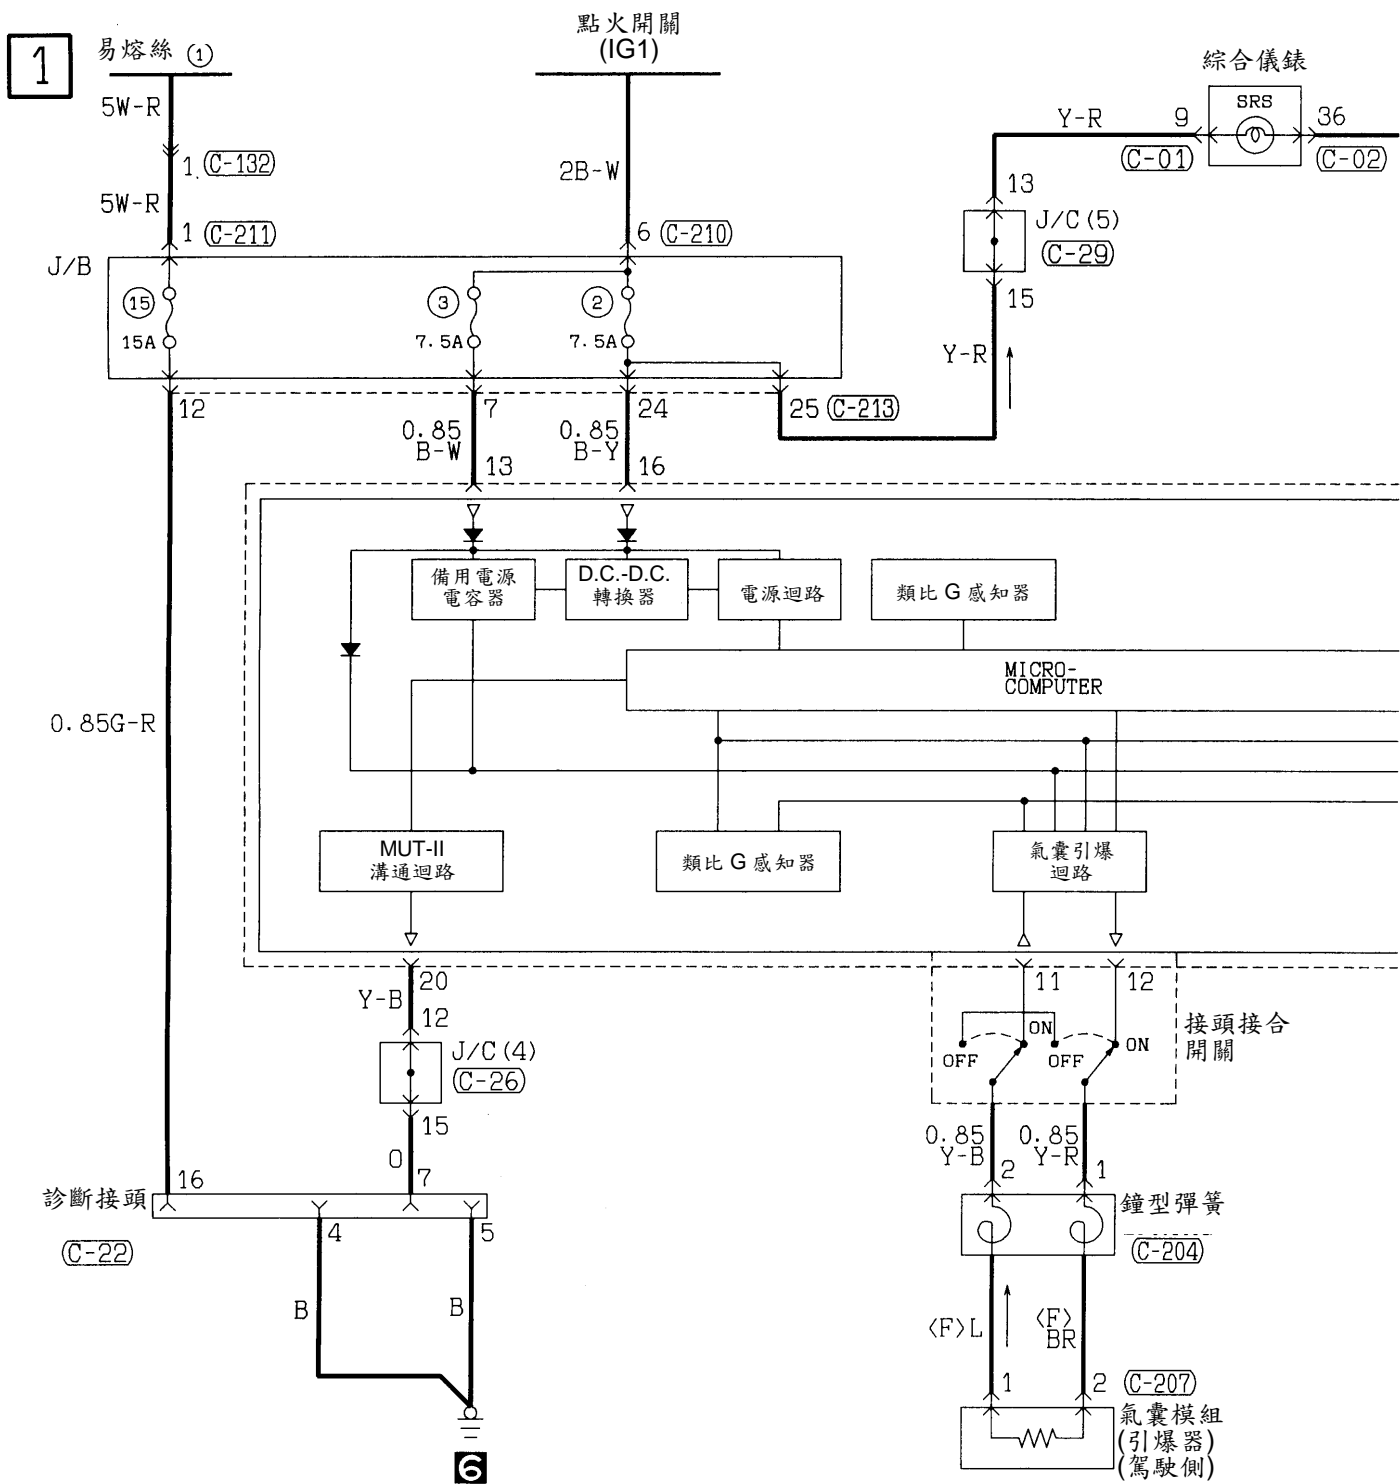 1
易熔絲 ①
點火開關
(IG1)
綜合儀錶
5W-R
SRS
Y-R
9
36
(C-01)
(C-02)
1 (C-132)
2B-W
5W-R
13
1 (C-211)
6 (C-210)
J/C(5)
(C-29)
J/B
⑮
③
②
15
15A
7.5A
7.5A
Y-R
12
7
24
25 (C-213)
0.85
B-W
0.85
B-Y
13
16
備用電源
電容器
D.C.-D.C.
轉換器
電源迴路
類比 G 感知器
MICRO-
COMPUTER
0.85G-R
MUT-II
溝通迴路
類比 G 感知器
氣囊引爆
迴路
20
11
12
Y-B
12
接頭接合
開關
ON
ON
OFF
OFF
J/C(4)
(C-26)
15
0.85
Y-B
0.85
Y-R
O
2
1
7
16
診斷接頭
鐘型彈簧
4
5
(C-22)
(C-204)
B
B
〈F〉L
〈F〉
BR
1
2
(C-207)
氣囊模組
(引爆器)
(駕駛側)
6